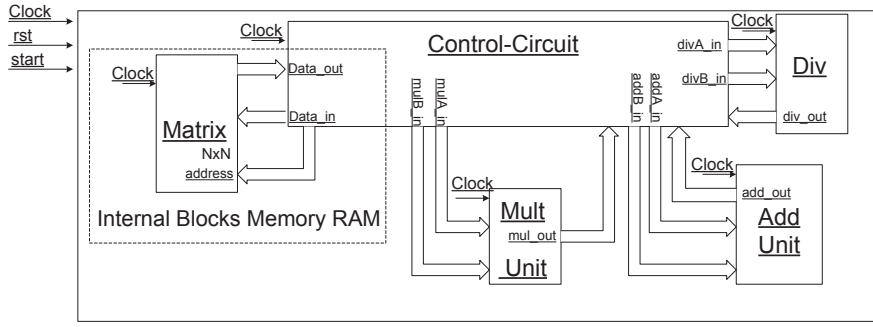 Clock
rst
start
Clock
Control-Circuit
Clock
divA_in
divB_in
Div
div_out
Clock
Data_out
Data_in
Matrix
NxN
address
Internal Blocks Memory RAM
mulB_in
mulA_in
addB_in
addA_in
Clock
Mult
mul_out
Unit
Clock
add_out
Add
Unit